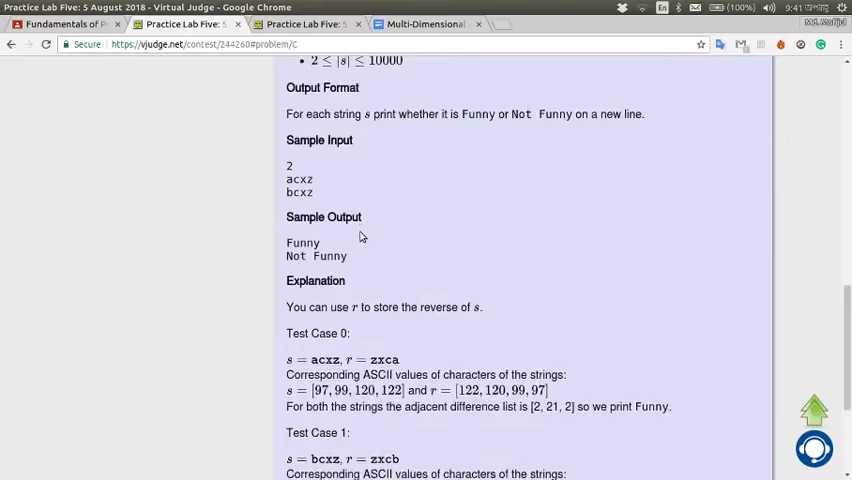 Practice Lab Five: 5 August 2018 - Virtual Judge - Google Chrome
En (100%) 9:41
Fundamentals of P
Practice Lab Five: 5
Practice Lab Five: 5
Multi-Dimensional
Secure https://vjudge.net/contest/244260#problem/C
• 2 ≤ |s| ≤ 10000
Output Format
For each string s print whether it is Funny or Not Funny on a new line.
Sample Input
2
acxz
bcxz
Sample Output
Funny
Not Funny
Explanation
You can use r to store the reverse of s.
Test Case 0:
s = acxz, r = zxca
Corresponding ASCII values of characters of the strings:
s = [97, 99, 120, 122] and r = [122, 120, 99, 97]
For both the strings the adjacent difference list is [2, 21, 2] so we print Funny.
Test Case 1:
s = bcxz, r = zxcb
Corresponding ASCII values of characters of the strings: